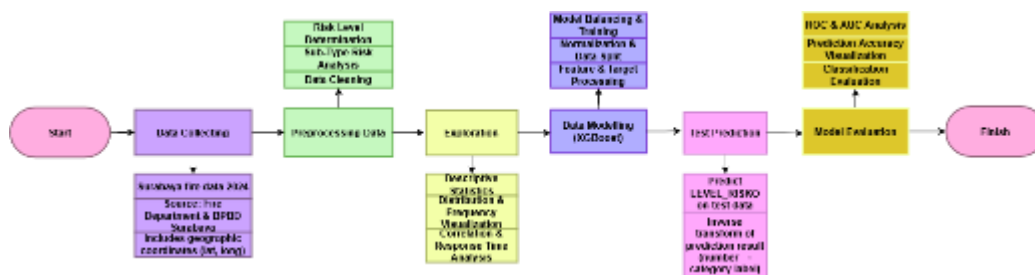 Start
Data Collecting
Surabaya fire data 2024
Source: Fire
Department & BPBD
Surabaya
Includes geographic
coordinates (lat, long)
Risk Level
Determination
Sub-Type Risk
Analysis
Data Cleaning
Preprocessing Data
Exploration
Descriptive
Statistics
Distribution &
Frequency
Visualization
Correlation &
Response Time
Analysis
Model Balancing &
Training
Normalization &
Data Split
Feature & Target
Processing
Data Modelling
(XGBoost)
Test Prediction
Predict
LEVEL_RISIKO
on test data
Inverse
transform of
prediction result
(number →
category label)
ROC & AUC Analysis
Prediction Accuracy
Visualization
Classification
Evaluation
Model Evaluation
Finish